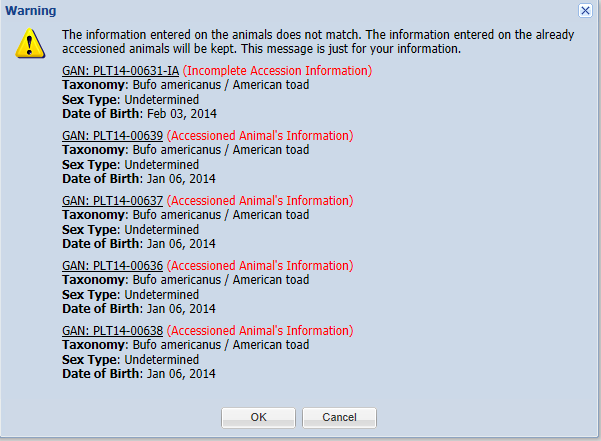 Warning
The information entered on the animals does not match. The information entered on the already
accessioned animals will be kept. This message is just for your information.
GAN: PLT14-00631-IA (Incomplete Accession Information)
Taxonomy: Bufo americanus / American toad
Sex Type: Undetermined
Date of Birth: Feb 03, 2014
GAN: PLT14-00639 (Accessioned Animal's Information)
Taxonomy: Bufo americanus / American toad
Sex Type: Undetermined
Date of Birth: Jan 06, 2014
GAN: PLT14-00637 (Accessioned Animal's Information)
Taxonomy: Bufo americanus / American toad
Sex Type: Undetermined
Date of Birth: Jan 06, 2014
GAN: PLT14-00636 (Accessioned Animal's Information)
Taxonomy: Bufo americanus / American toad
Sex Type: Undetermined
Date of Birth: Jan 06, 2014
GAN: PLT14-00638 (Accessioned Animal's Information)
Taxonomy: Bufo americanus / American toad
Sex Type: Undetermined
Date of Birth: Jan 06, 2014
OK Cancel